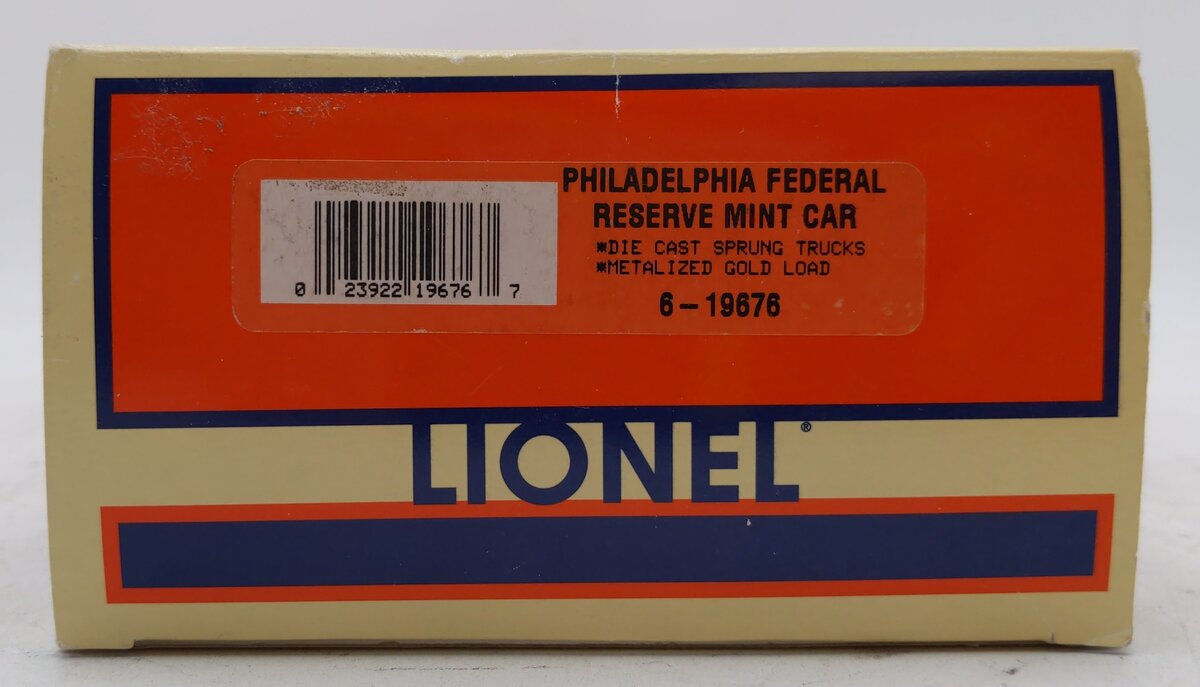 PHILADELPHIA FEDERAL
RESERVE MINT CAR
*DIE CAST SPRUNG TRUCKS
*METALIZED GOLD LOAD
6-19676
0 23922 19676 7
LIONEL®